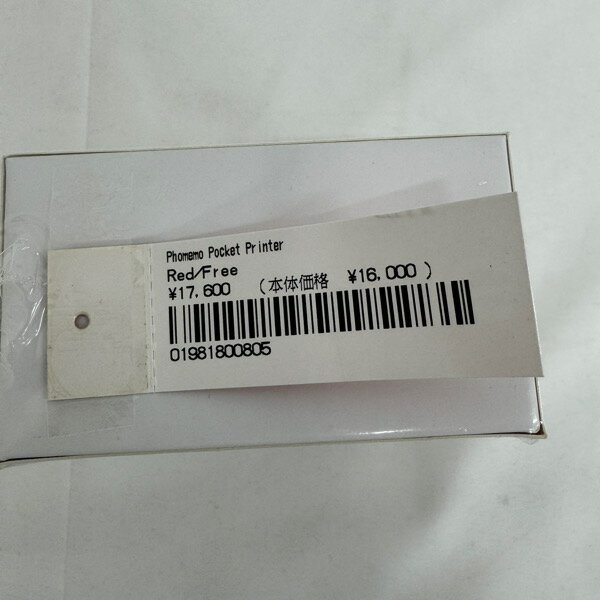 Phomemo Pocket Printer
Red/Free
¥17,600 (本体価格 ¥16,000)
01981800805